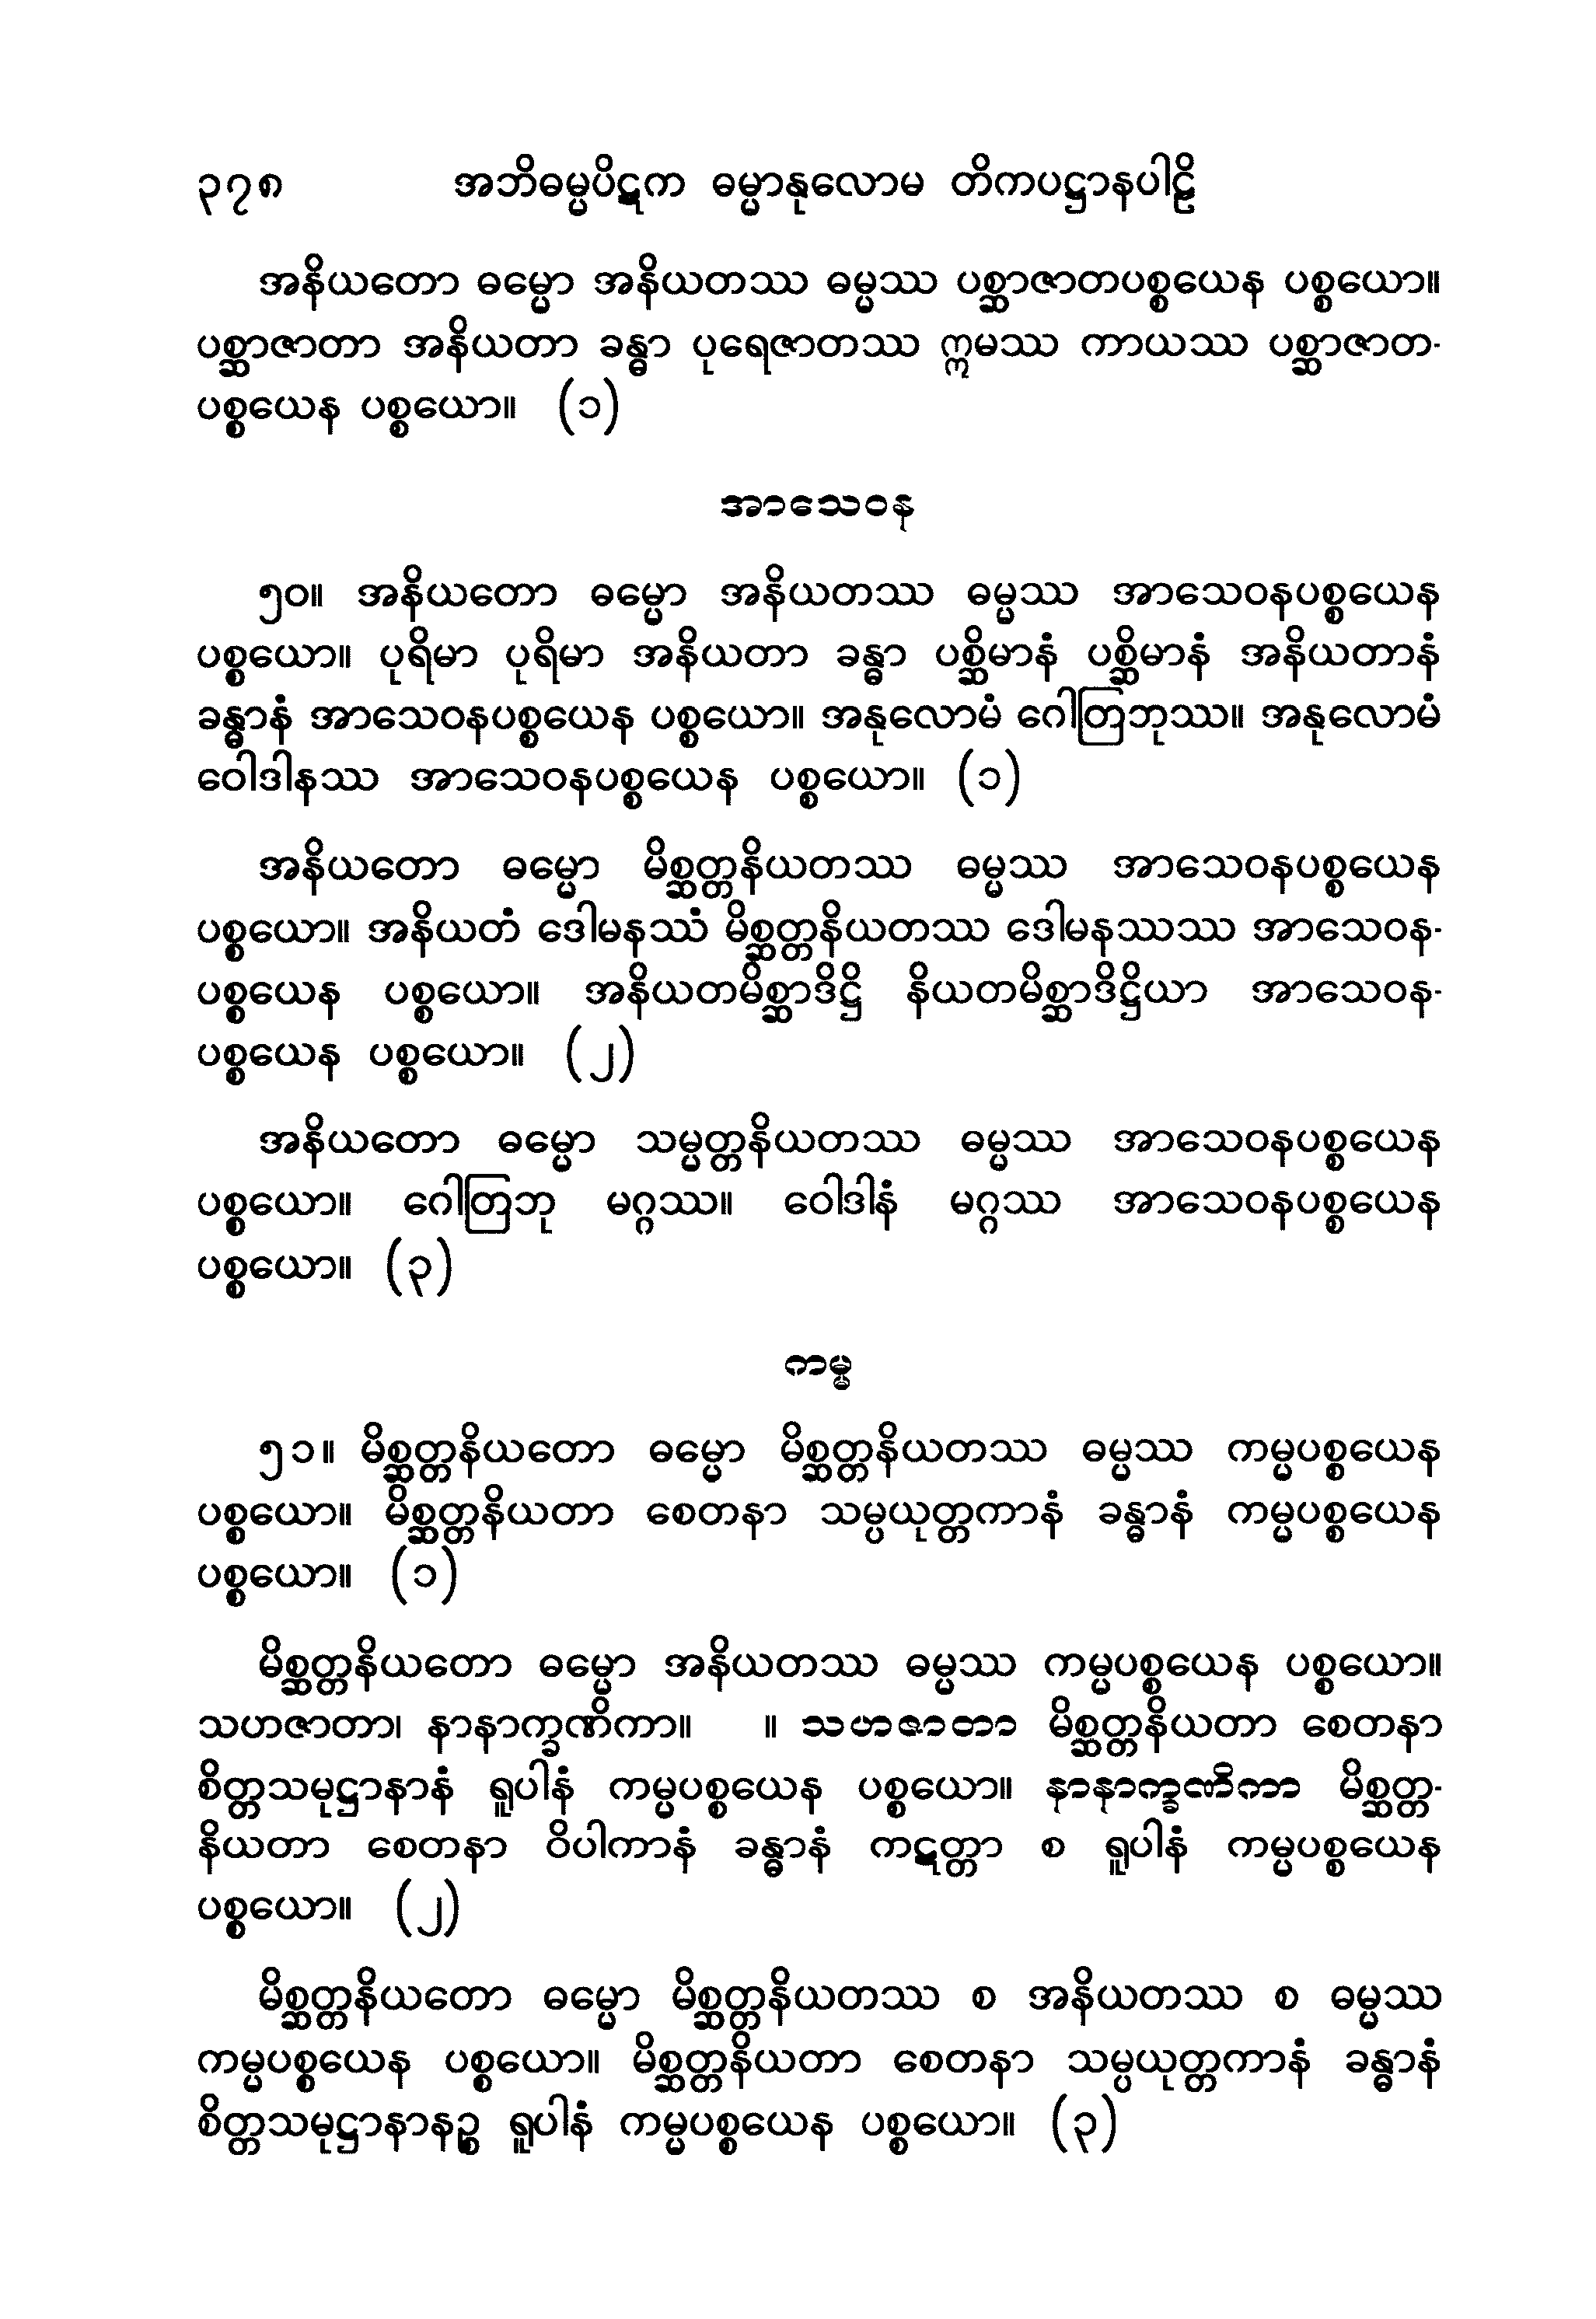 ၃၇၈ အဘိဓမ္မပိဋက ဓမ္မာနုလောမ တိကပဋ္ဌာနပါဠိ
အနိယတော ဓမ္မော အနိယတဿ ဓမ္မဿ ပစ္ဆာဇာတပစ္စယေန ပစ္စယော။
ပစ္ဆာဇာတာ အနိယတာ ခန္ဓာ ပုရေဇာတဿ ဣမဿ ကာယဿ ပစ္ဆာဇာတ-
ပစ္စယေန ပစ္စယော။ (၁)
အာသေဝန
၅၀။ အနိယတော ဓမ္မော အနိယတဿ ဓမ္မဿ အာသေဝနပစ္စယေန
ပစ္စယော။ ပုရိမာ ပုရိမာ အနိယတာ ခန္ဓာ ပစ္ဆိမာနံ ပစ္ဆိမာနံ အနိယတာနံ
ခန္ဓာနံ အာသေဝနပစ္စယေန ပစ္စယော။ အနုလောမံ ဂေါတြဘုဿ။ အနုလောမံ
ဝေါဒါနဿ အာသေဝနပစ္စယေန ပစ္စယော။ (၁)
အနိယတော ဓမ္မော မိစ္ဆတ္တနိယတဿ ဓမ္မဿ အာသေဝနပစ္စယေန
ပစ္စယော။ အနိယတံ ဒေါမနဿံ မိစ္ဆတ္တနိယတဿ ဒေါမနဿဿ အာသေဝန-
ပစ္စယေန ပစ္စယော။ အနိယတမိစ္ဆာဒိဋ္ဌိ နိယတမိစ္ဆာဒိဋ္ဌိယာ အာသေဝန-
ပစ္စယေန ပစ္စယော။ (၂)
အနိယတော ဓမ္မော သမ္မတ္တနိယတဿ ဓမ္မဿ အာသေဝနပစ္စယေန
ပစ္စယော။ ဂေါတြဘု မဂ္ဂဿ။ ဝေါဒါနံ မဂ္ဂဿ အာသေဝနပစ္စယေန
ပစ္စယော။ (၃)
ကမ္မ
၅၁။ မိစ္ဆတ္တနိယတော ဓမ္မော မိစ္ဆတ္တနိယတဿ ဓမ္မဿ ကမ္မပစ္စယေန
ပစ္စယော။ မိစ္ဆတ္တနိယတာ စေတနာ သမ္ပယုတ္တကာနံ ခန္ဓာနံ ကမ္မပစ္စယေန
ပစ္စယော။ (၁)
မိစ္ဆတ္တနိယတော ဓမ္မော အနိယတဿ ဓမ္မဿ ကမ္မပစ္စယေန ပစ္စယော။
သဟဇာတာ၊ နာနာက္ခဏိကာ။ ။ သဟဇာတာ မိစ္ဆတ္တနိယတာ စေတနာ
စိတ္တသမုဋ္ဌာနာနံ ရူပါနံ ကမ္မပစ္စယေန ပစ္စယော။ နာနာက္ခဏိကာ မိစ္ဆတ္တ-
နိယတာ စေတနာ ဝိပါကာနံ ခန္ဓာနံ ကဋတ္တာ စ ရူပါနံ ကမ္မပစ္စယေန
ပစ္စယော။ (၂)
မိစ္ဆတ္တနိယတော ဓမ္မော မိစ္ဆတ္တနိယတဿ စ အနိယတဿ စ ဓမ္မဿ
ကမ္မပစ္စယေန ပစ္စယော။ မိစ္ဆတ္တနိယတာ စေတနာ သမ္ပယုတ္တကာနံ ခန္ဓာနံ
စိတ္တသမုဋ္ဌာနာနဉ္စ ရူပါနံ ကမ္မပစ္စယေန ပစ္စယော။ (၃)